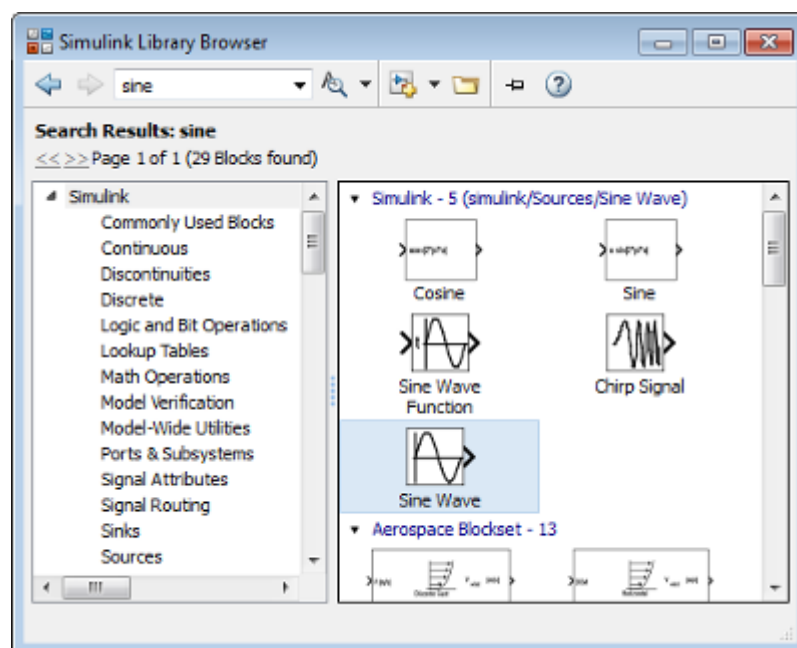 Simulink Library Browser
sine
Search Results: sine
<< >> Page 1 of 1 (29 Blocks found)
Simulink
Commonly Used Blocks
Continuous
Discontinuities
Discrete
Logic and Bit Operations
Lookup Tables
Math Operations
Model Verification
Model-Wide Utilities
Ports & Subsystems
Signal Attributes
Signal Routing
Sinks
Sources
Simulink - 5 (simulink/Sources/Sine Wave)
Cosine
Sine
t
Sine Wave
Function
Chirp Signal
Sine Wave
Aerospace Blockset - 13